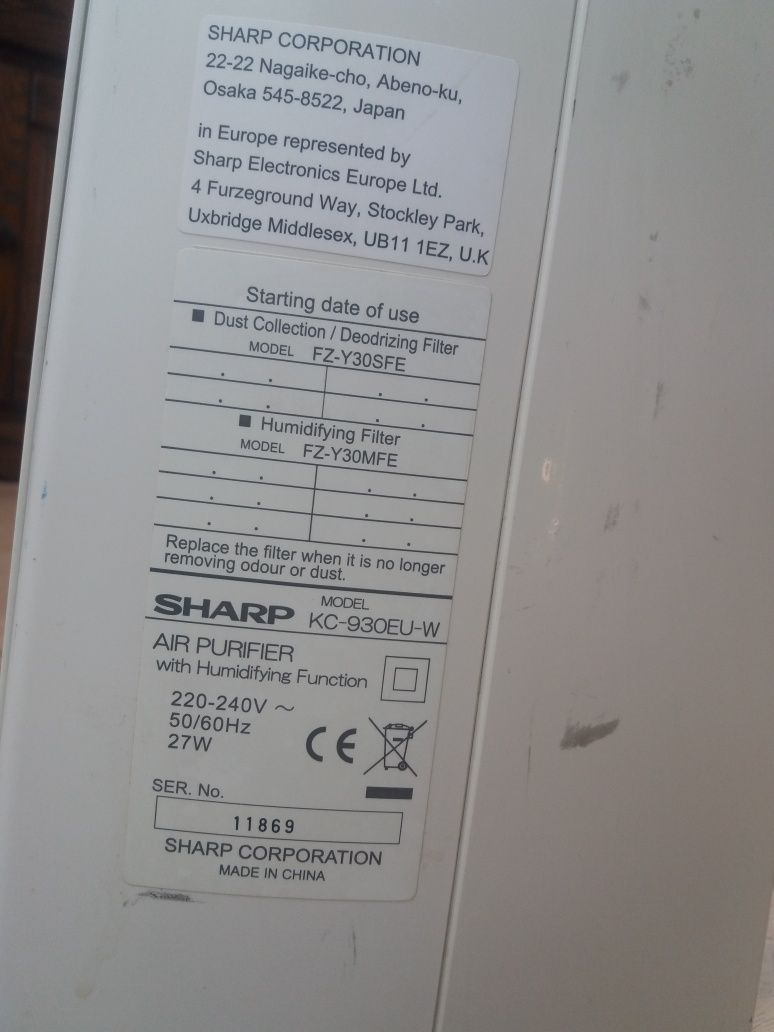 SHARP CORPORATION
22-22 Nagaike-cho, Abeno-ku,
Osaka 545-8522, Japan
in Europe represented by
Sharp Electronics Europe Ltd.
4 Furzeground Way, Stockley Park,
Uxbridge Middlesex, UB11 1EZ, U.K
Starting date of use
■ Dust Collection / Deodrizing Filter
MODEL FZ-Y30SFE
■ Humidifying Filter
MODEL FZ-Y30MFE
Replace the filter when it is no longer
removing odour or dust.
SHARP MODEL
KC-930EU-W
AIR PURIFIER
with Humidifying Function
220-240V ～
50/60Hz
27W
CE
SER. No.
11869
SHARP CORPORATION
MADE IN CHINA